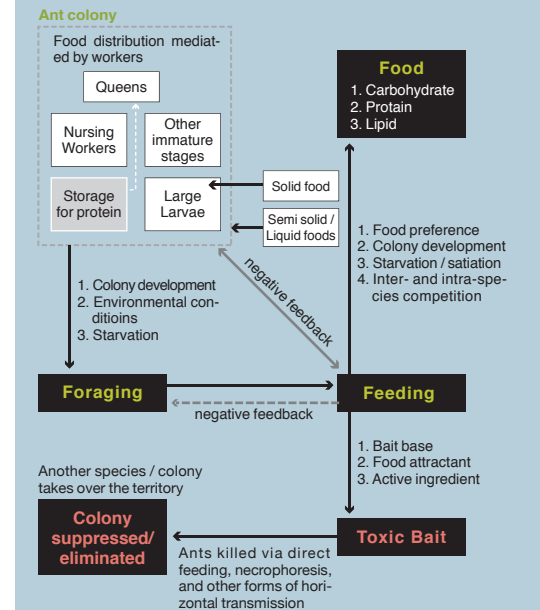 Ant colony
Food distribution mediat-
ed by workers
Queens
Nursing
Workers
Other
immature
stages
Storage
for protein
Large
Larvae
Solid food
Semi solid /
Liquid foods
Food
1. Carbohydrate
2. Protein
3. Lipid
1. Food preference
2. Colony development
3. Starvation / satiation
4. Inter- and intra-spe-
cies competition
1. Colony development
2. Environmental con-
ditioins
3. Starvation
negative feedback
Foraging
negative feedback
Feeding
1. Bait base
2. Food attractant
3. Active ingredient
Another species / colony
takes over the territory
Colony
suppressed/
eliminated
Toxic Bait
Ants killed via direct
feeding, necrophoresis,
and other forms of hori-
zontal transmission